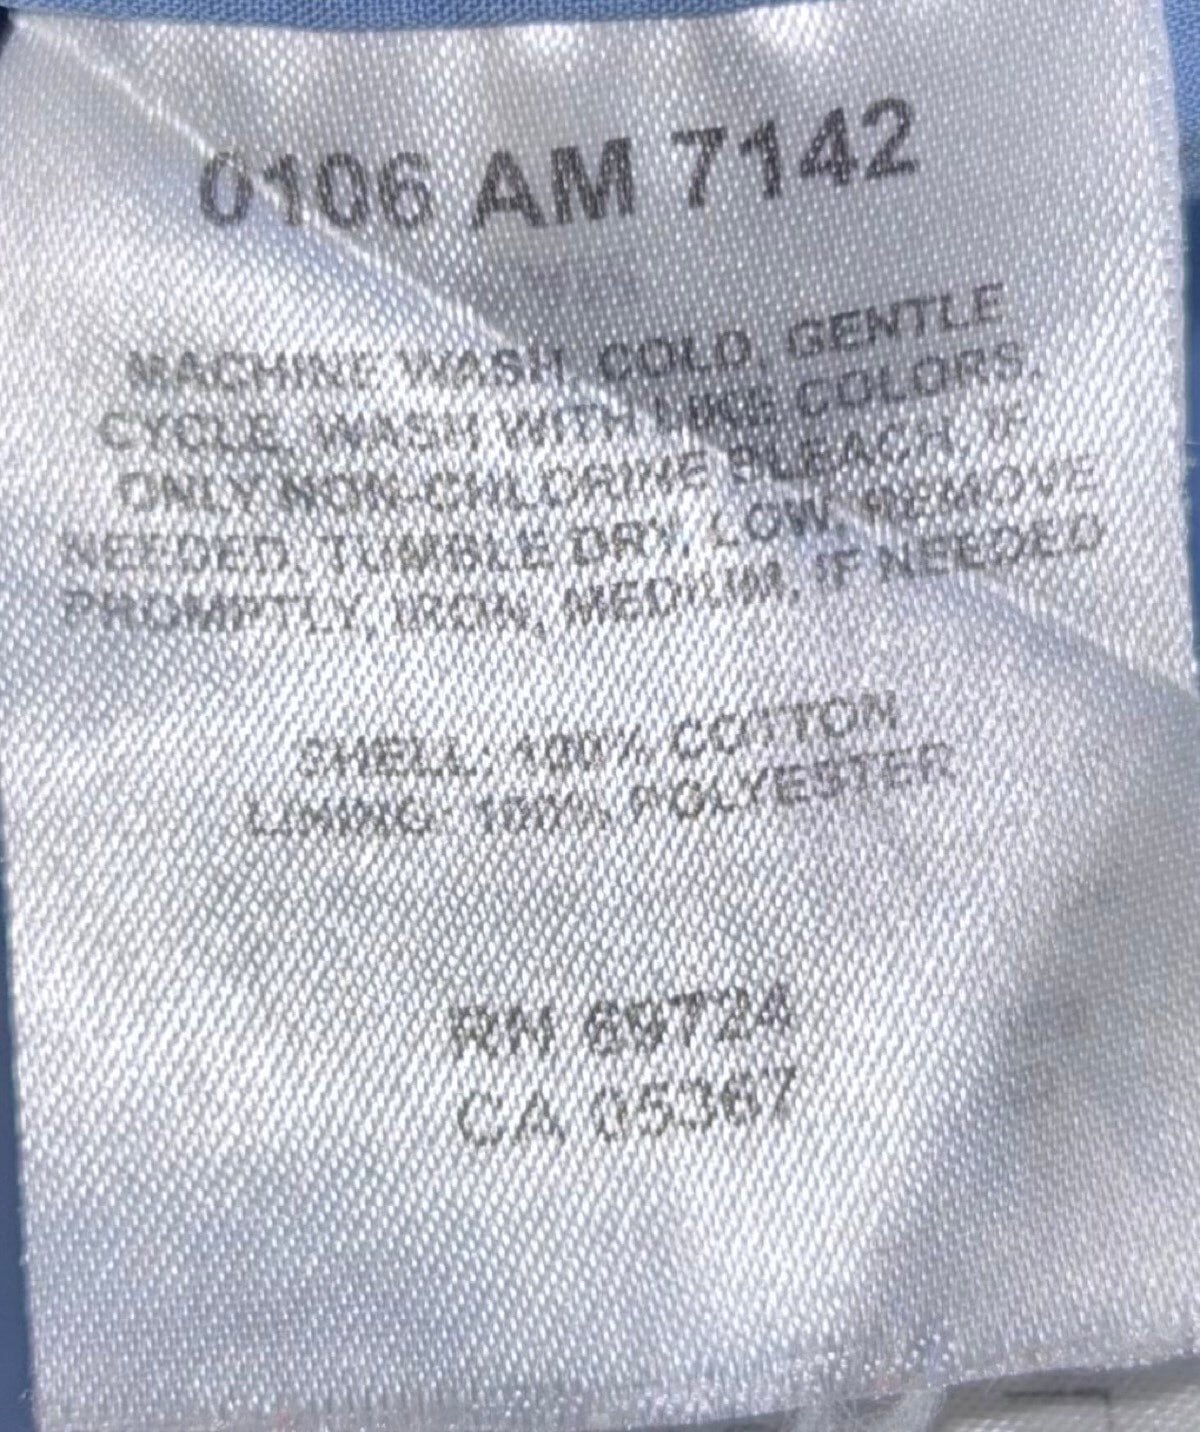 0106 AM 7142
MACHINE WASH, COLD, GENTLE
CYCLE, WASH WITH LIKE COLORS,
ONLY NON-CHLORINE BLEACH, IF
NEEDED, TUMBLE DRY, LOW, REMOVE
PROMPTLY, IRON, MEDIUM, IF NEEDED
SHELL: 100% COTTON
LINING: 100% POLYESTER
RN 69724
CA 05367